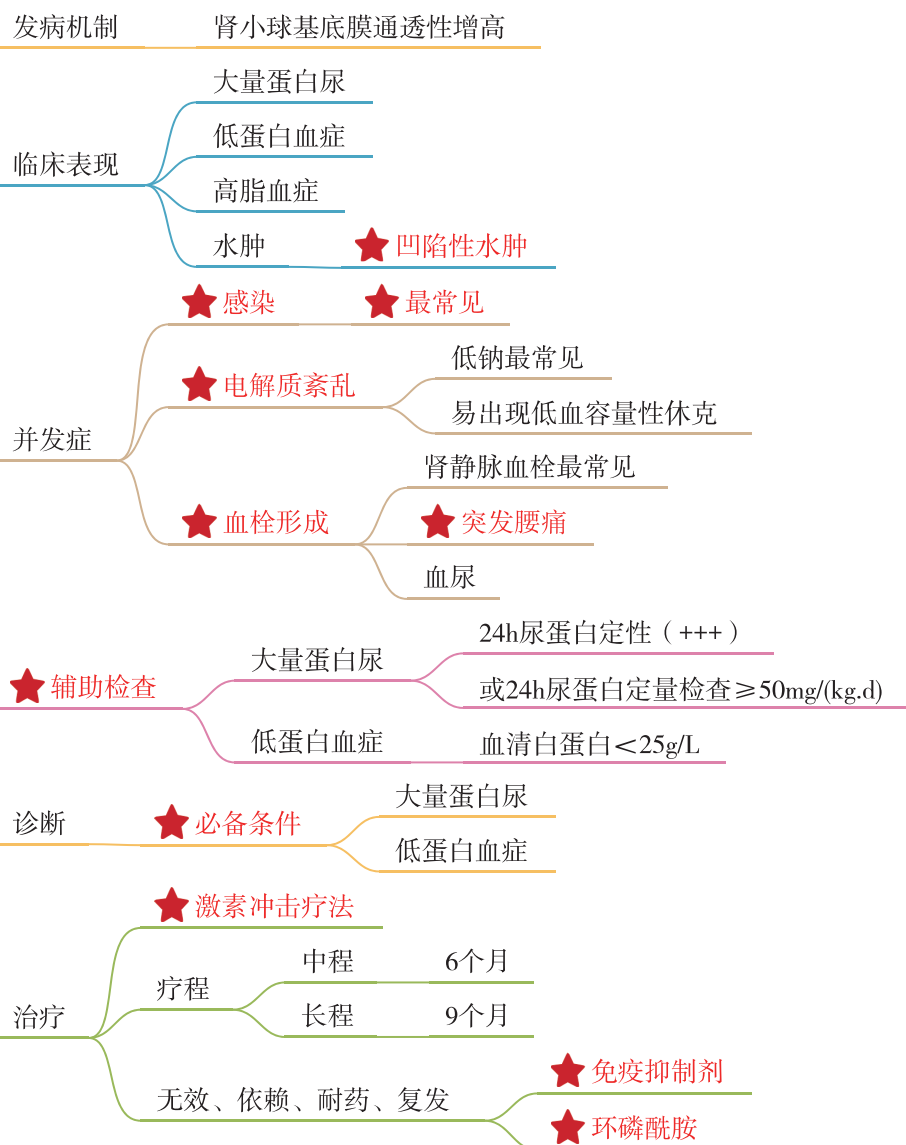 发病机制
肾小球基底膜通透性增高
临床表现
大量蛋白尿
低蛋白血症
高脂血症
水肿
凹陷性水肿
并发症
感染
最常见
电解质紊乱
低钠最常见
易出现低血容量性休克
血栓形成
肾静脉血栓最常见
突发腰痛
血尿
辅助检查
大量蛋白尿
24h尿蛋白定性（+++）
或24h尿蛋白定量检查≥50mg/(kg.d)
低蛋白血症
血清白蛋白＜25g/L
诊断
必备条件
大量蛋白尿
低蛋白血症
治疗
激素冲击疗法
疗程
中程
6个月
长程
9个月
无效、依赖、耐药、复发
免疫抑制剂
环磷酰胺